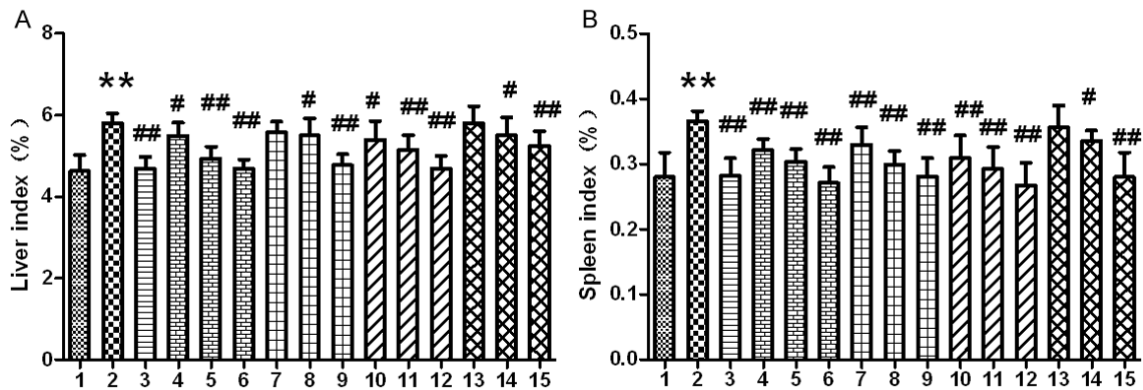 A
Liver index (%)
8
6
4
2
0
** ## # ## ## # ## # ## ## # ##
1 2 3 4 5 6 7 8 9 10 11 12 13 14 15
B
Spleen index (%)
0.5
0.4
0.3
0.2
0.1
0.0
** ## ## ## ## ## ## ## ## ## ## # ##
1 2 3 4 5 6 7 8 9 10 11 12 13 14 15